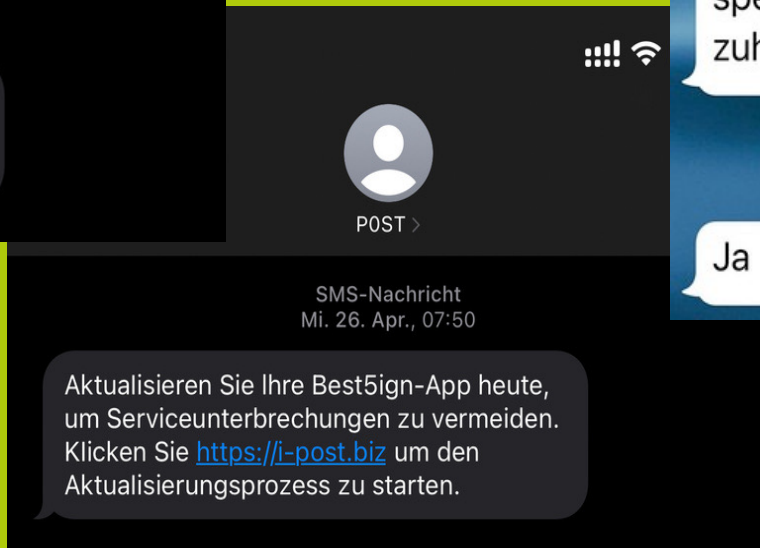 zuh
P0ST >
SMS-Nachricht
Mi. 26. Apr., 07:50
Aktualisieren Sie lhre Best5ign-App heute,
um Serviceunterbrechungen zu vermeiden.
Klicken Sie https://i-post.biz um den
Aktualisierungsprozess zu starten.
Ja